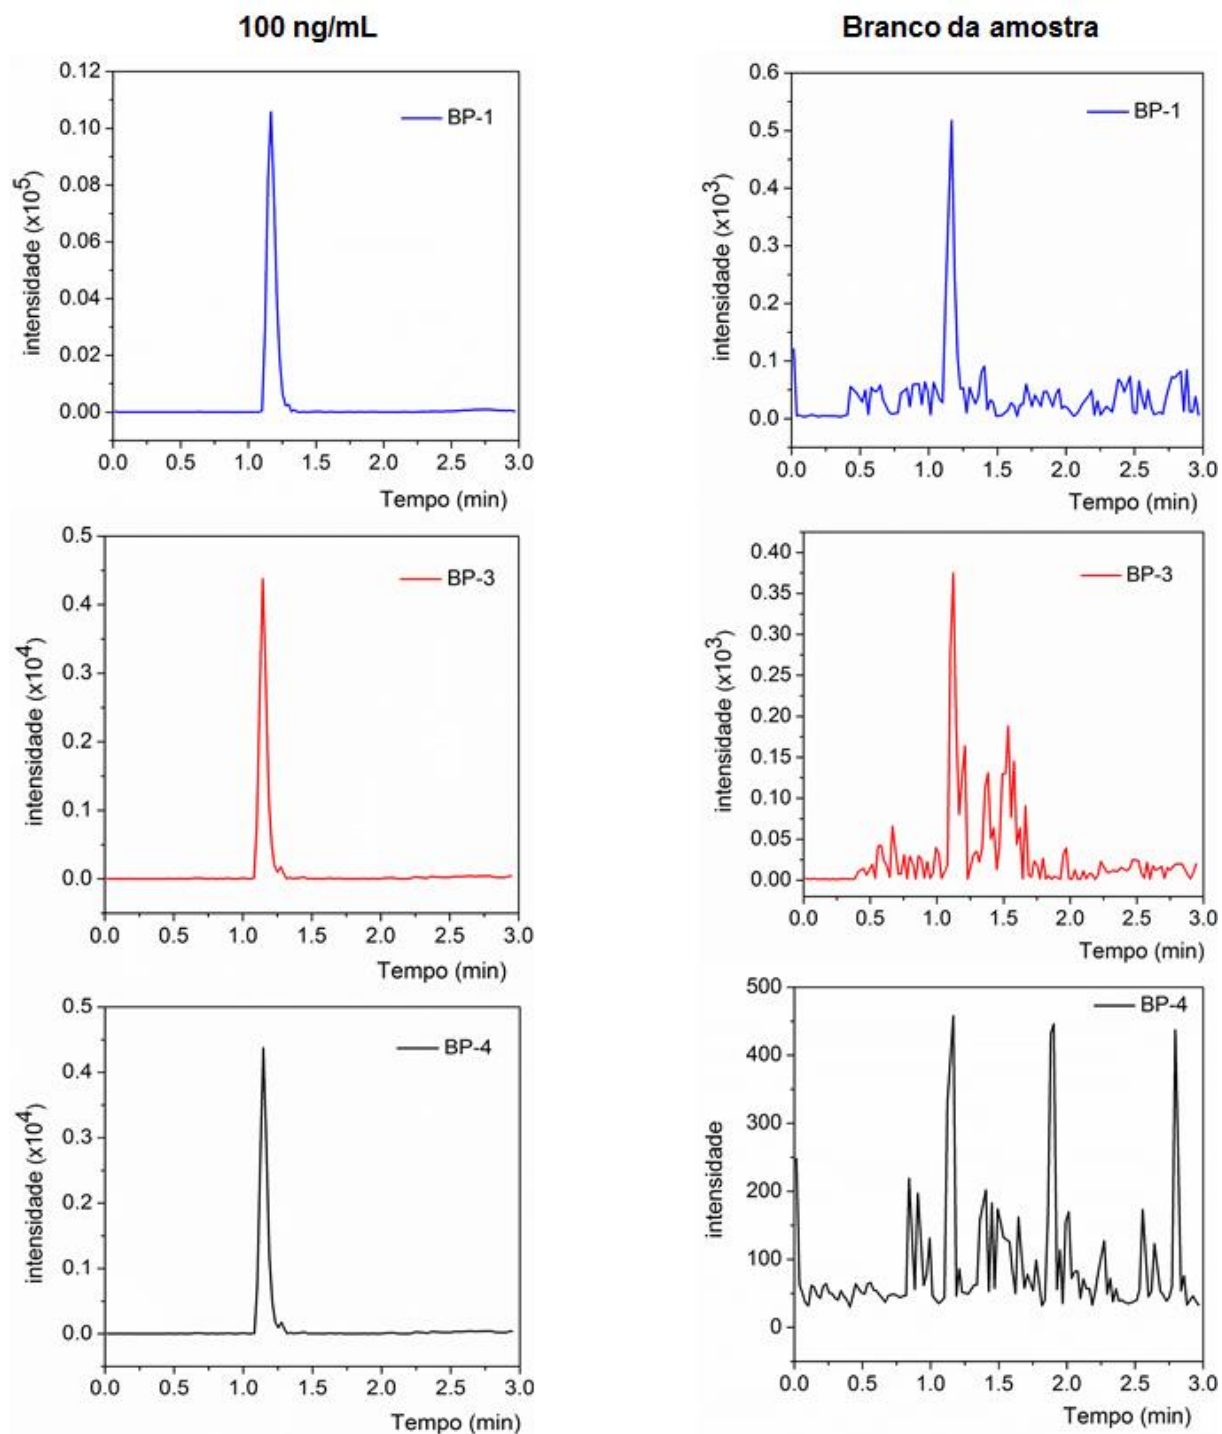 100 ng/mL
Branco da amostra
0.12
0.10
0.08
0.06
0.04
0.02
0.00
intensidade (x10⁵)
BP-1
0.0 0.5 1.0 1.5 2.0 2.5 3.0
Tempo (min)
0.6
0.5
0.4
0.3
0.2
0.1
0.0
intensidade (x10³)
BP-1
0.0 0.5 1.0 1.5 2.0 2.5 3.0
Tempo (min)
0.5
0.4
0.3
0.2
0.1
0.0
intensidade (x10⁴)
BP-3
0.0 0.5 1.0 1.5 2.0 2.5 3.0
Tempo (min)
0.40
0.35
0.30
0.25
0.20
0.15
0.10
0.05
0.00
intensidade (x10³)
BP-3
0.0 0.5 1.0 1.5 2.0 2.5 3.0
Tempo (min)
0.5
0.4
0.3
0.2
0.1
0.0
intensidade (x10⁴)
BP-4
0.0 0.5 1.0 1.5 2.0 2.5 3.0
Tempo (min)
500
400
300
200
100
0
intensidade
BP-4
0.0 0.5 1.0 1.5 2.0 2.5 3.0
Tempo (min)